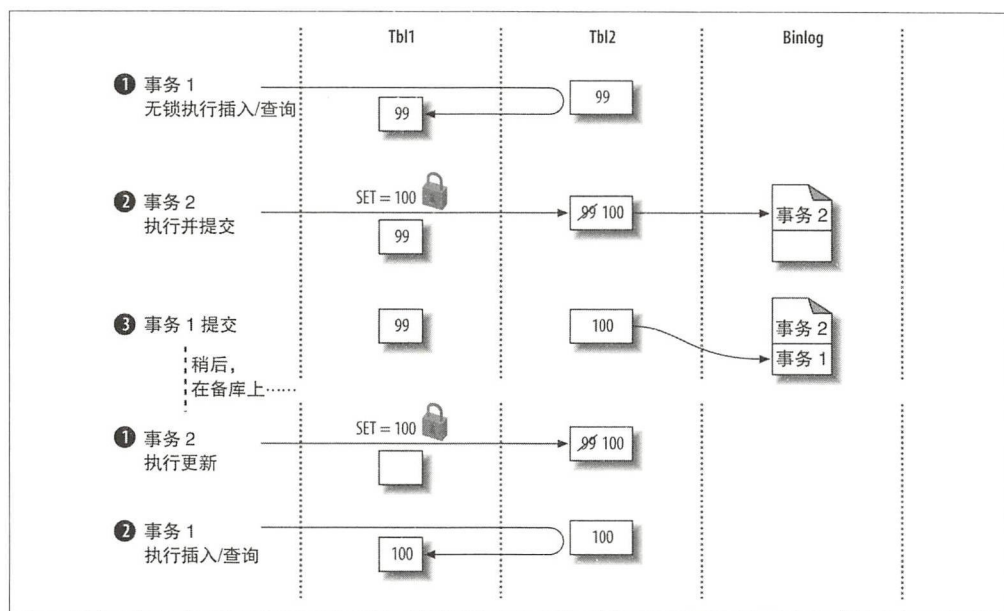 Tbl1 Tbl2 Binlog
❶ 事务 1
无锁执行插入/查询
99
99
❷ 事务 2
执行并提交
SET = 100
99
99 100
事务 2
❸ 事务 1 提交
99
100
事务 2
事务 1
稍后，
在备库上……
❶ 事务 2
执行更新
SET = 100
99 100
❷ 事务 1
执行插入/查询
100
100